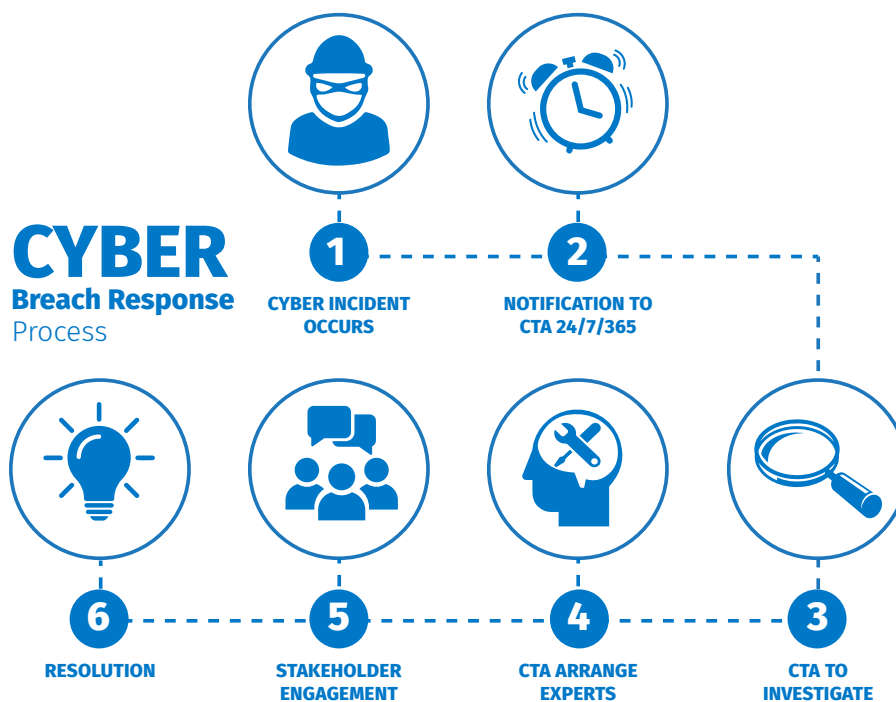 CYBER
Breach Response
Process
1
CYBER INCIDENT
OCCURS
2
NOTIFICATION TO
CTA 24/7/365
3
CTA TO
INVESTIGATE
4
CTA ARRANGE
EXPERTS
5
STAKEHOLDER
ENGAGEMENT
6
RESOLUTION